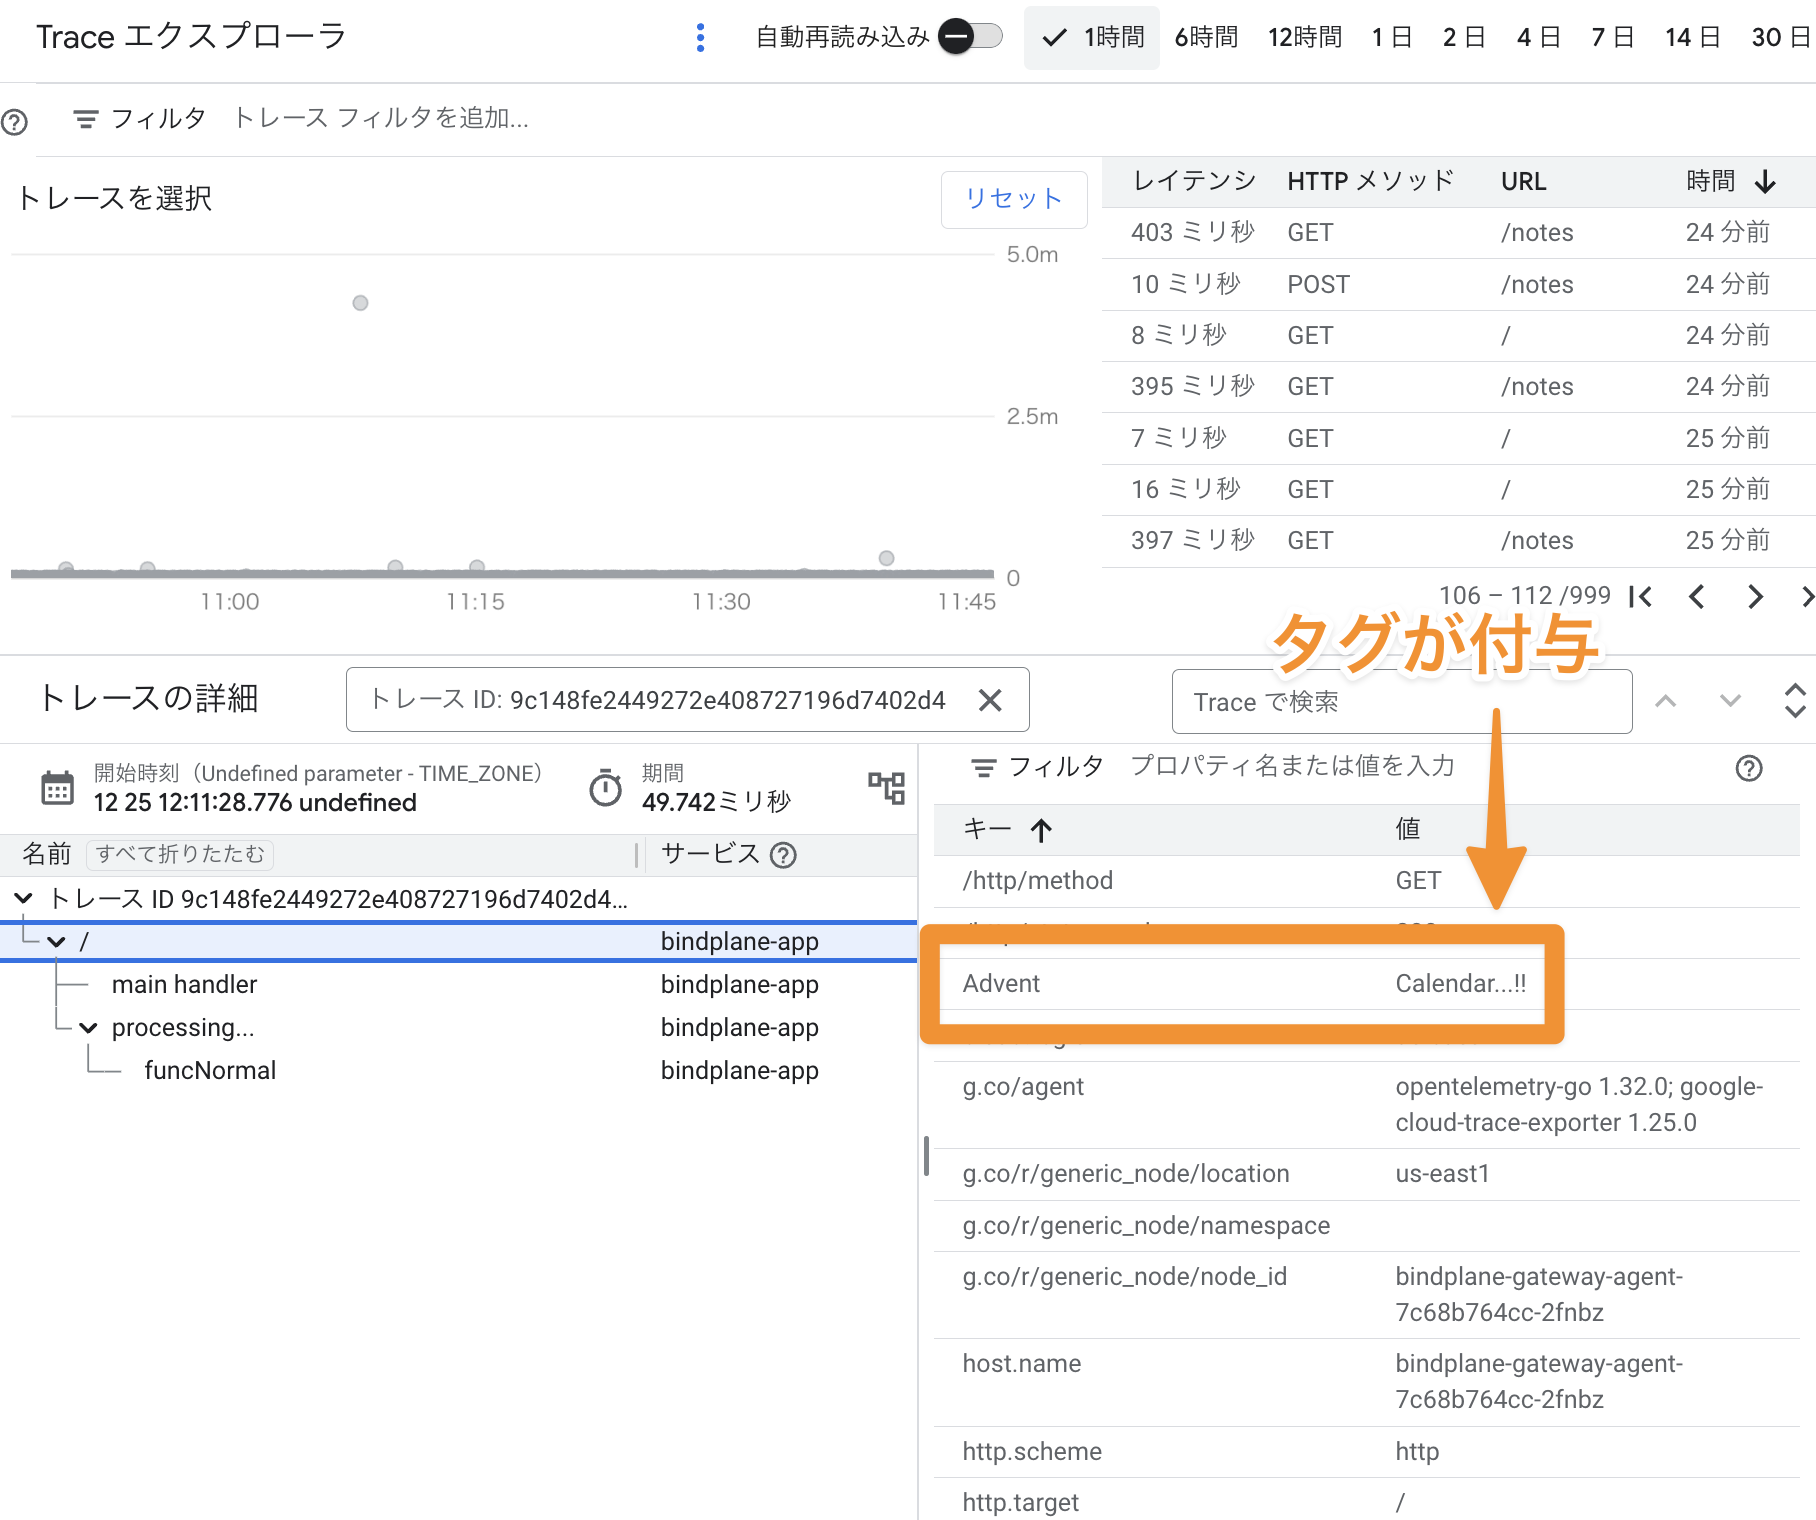 Trace エクスプローラ
自動再読み込み
1時間 6時間 12時間 1 日 2 日 4 日 7 日 14 日 30 日
フィルタ トレース フィルタを追加...
トレースを選択
リセット
5.0m
2.5m
0
11:00 11:15 11:30 11:45
レイテンシ HTTP メソッド URL 時間
403 ミリ秒 GET /notes 24 分前
10 ミリ秒 POST /notes 24 分前
8 ミリ秒 GET / 24 分前
395 ミリ秒 GET /notes 24 分前
7 ミリ秒 GET / 25 分前
16 ミリ秒 GET / 25 分前
397 ミリ秒 GET /notes 25 分前
106 – 112 /999
タグが付与
トレースの詳細
トレース ID: 9c148fe2449272e408727196d7402d4
Trace で検索
開始時刻（Undefined parameter - TIME_ZONE）
12 25 12:11:28.776 undefined
期間
49.742ミリ秒
名前 すべて折りたたむ サービス
トレース ID 9c148fe2449272e408727196d7402d4...
/ bindplane-app
main handler bindplane-app
processing... bindplane-app
funcNormal bindplane-app
フィルタ プロパティ名または値を入力
キー 値
/http/method GET
Advent Calendar...!!
g.co/agent opentelemetry-go 1.32.0; google-
cloud-trace-exporter 1.25.0
g.co/r/generic_node/location us-east1
g.co/r/generic_node/namespace
g.co/r/generic_node/node_id bindplane-gateway-agent-
7c68b764cc-2fnbz
host.name bindplane-gateway-agent-
7c68b764cc-2fnbz
http.scheme http
http.target /